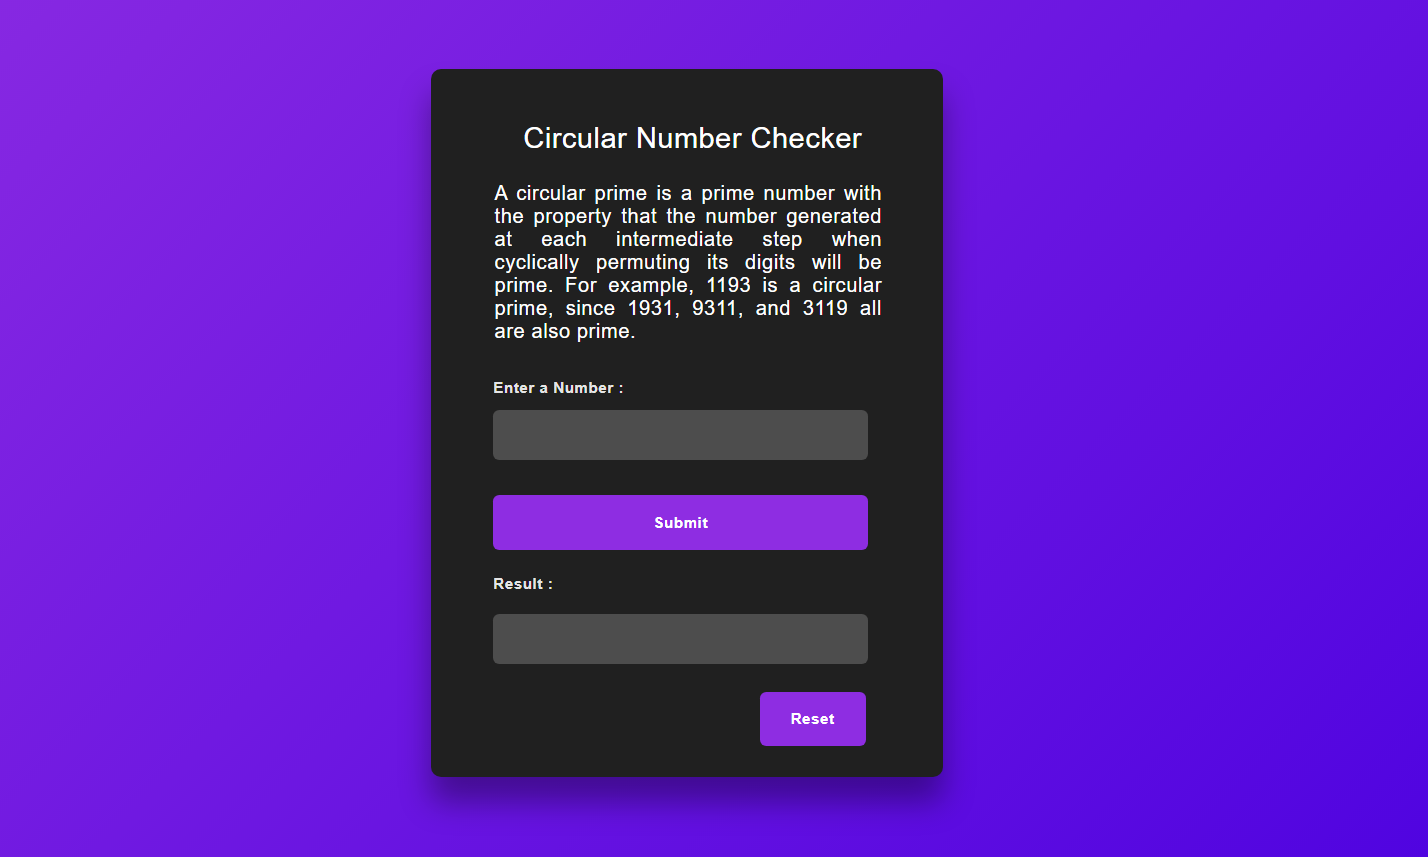 Circular Number Checker
A circular prime is a prime number with
the property that the number generated
at each intermediate step when
cyclically permuting its digits will be
prime. For example, 1193 is a circular
prime, since 1931, 9311, and 3119 all
are also prime.
Enter a Number :
Submit
Result :
Reset